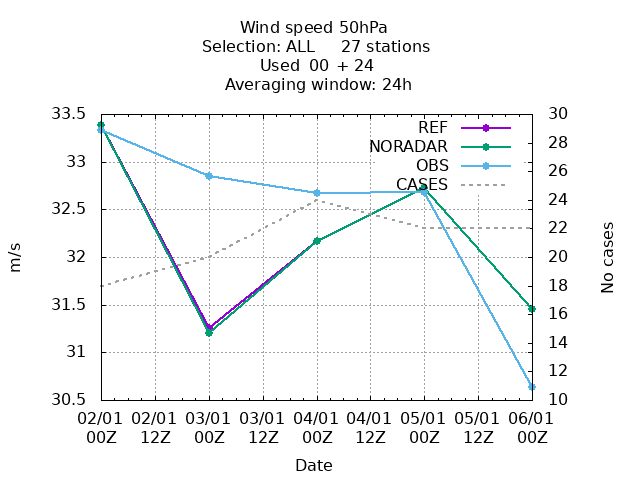 Wind speed 50hPa
Selection: ALL 27 stations
Used 00 + 24
Averaging window: 24h
33.5
33
32.5
32
31.5
31
30.5
30
28
26
24
22
20
18
16
14
12
10
REF
NORADAR
OBS
CASES
m/s
No cases
02/01 02/01 03/01 03/01 04/01 04/01 05/01 05/01 06/01
00Z 12Z 00Z 12Z 00Z 12Z 00Z 12Z 00Z
Date